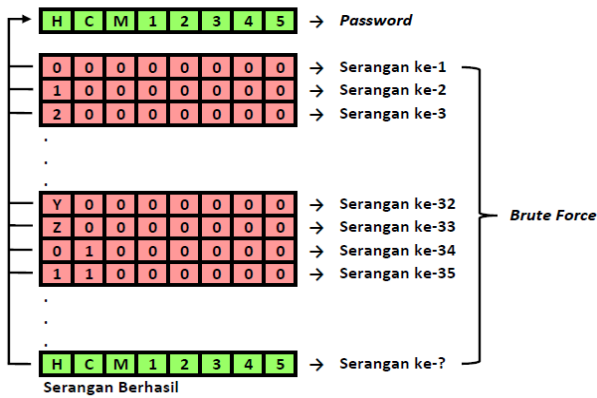 H C M 1 2 3 4 5 → Password
0 0 0 0 0 0 0 0 → Serangan ke-1
1 0 0 0 0 0 0 0 → Serangan ke-2
2 0 0 0 0 0 0 0 → Serangan ke-3
.
.
.
Y 0 0 0 0 0 0 0 → Serangan ke-32
Z 0 0 0 0 0 0 0 → Serangan ke-33
0 1 0 0 0 0 0 0 → Serangan ke-34
1 1 0 0 0 0 0 0 → Serangan ke-35
Brute Force
.
.
.
H C M 1 2 3 4 5 → Serangan ke-?
Serangan Berhasil